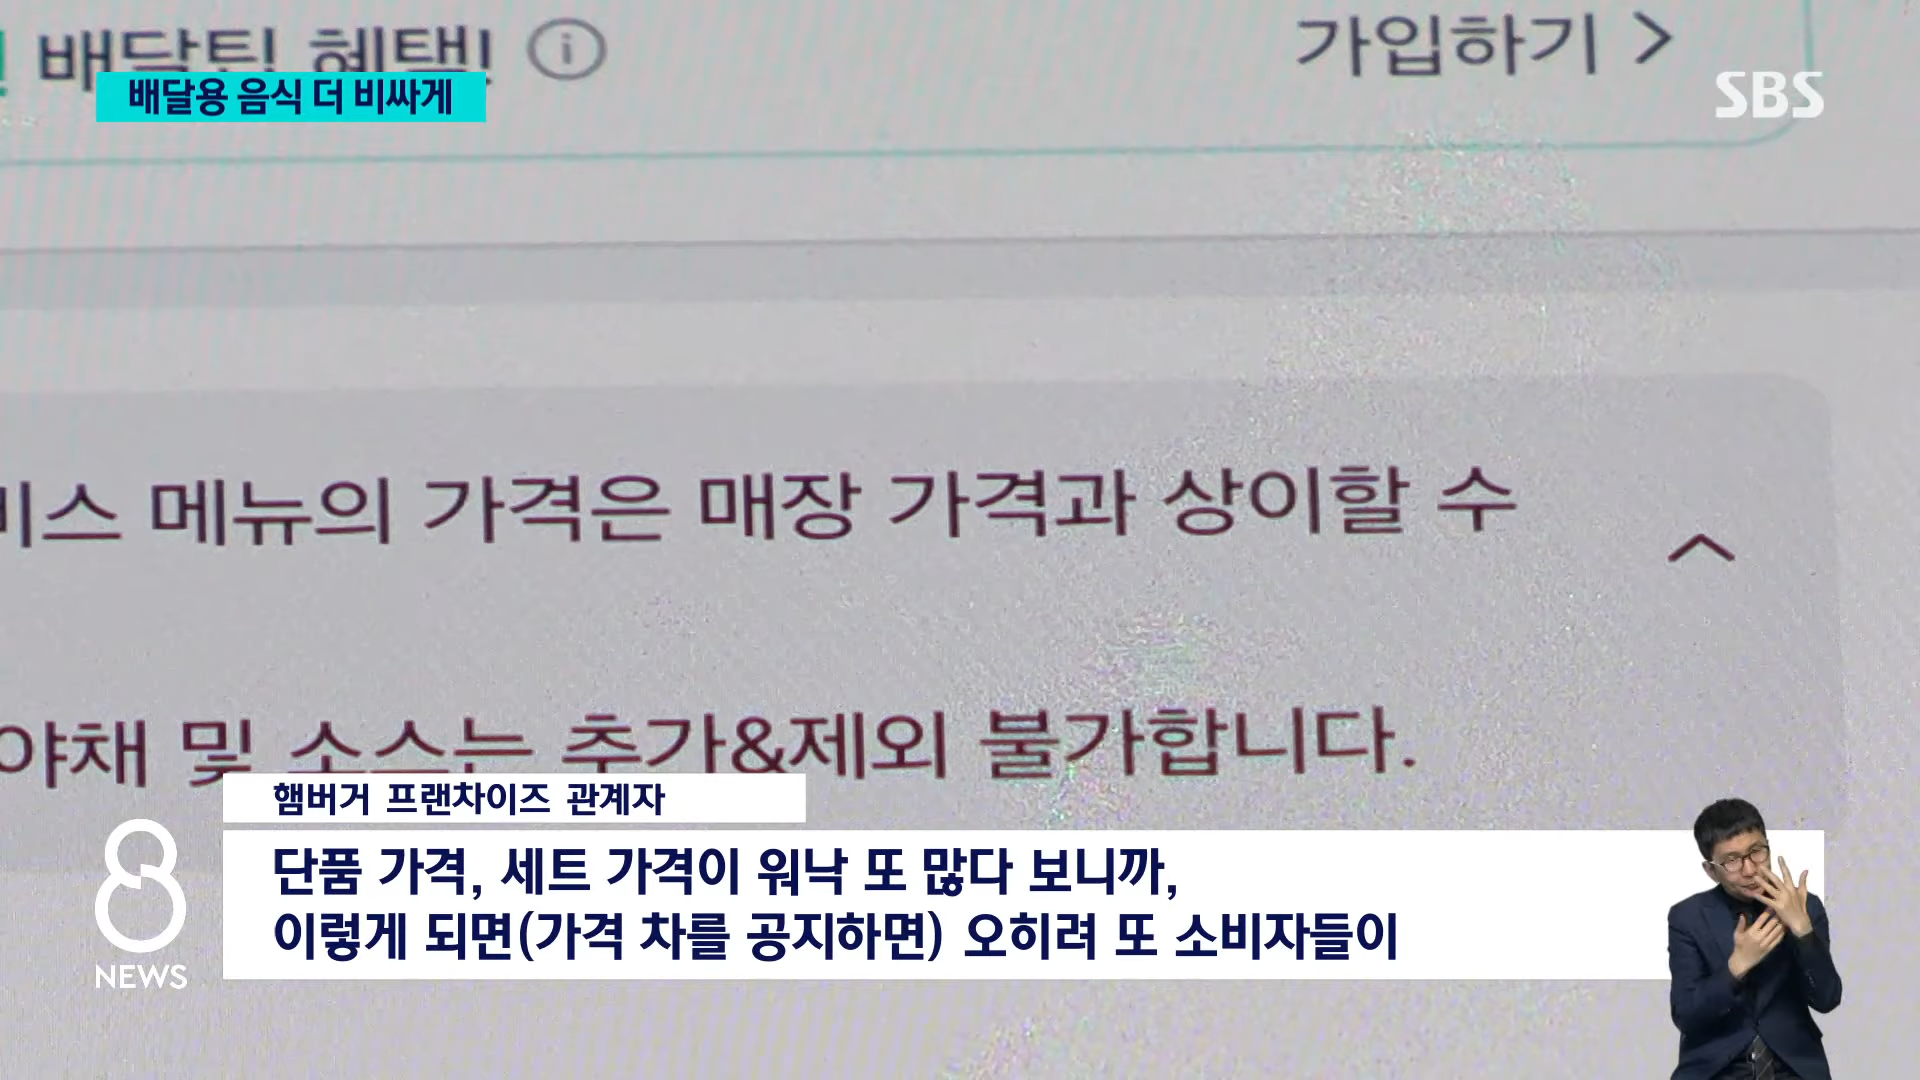 배달팁 혜택!
가입하기
배달용 음식 더 비싸게
SBS
비스 메뉴의 가격은 매장 가격과 상이할 수
야채 및 소스는 추가&제외 불가합니다.
햄버거 프랜차이즈 관계자
단품 가격, 세트 가격이 워낙 또 많다 보니까,
이렇게 되면(가격 차를 공지하면) 오히려 또 소비자들이
8
NEWS